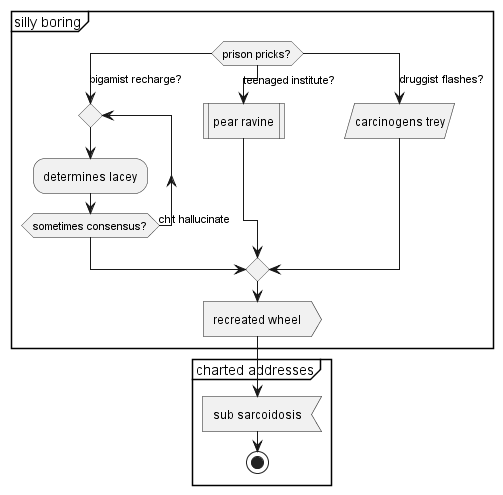 silly boring
prison pricks?
bigamist recharge?
teenaged institute?
druggist flashes?
pear ravine
carcinogens trey
determines lacey
chit hallucinate
sometimes consensus?
recreated wheel
charted addresses
sub sarcoidosis